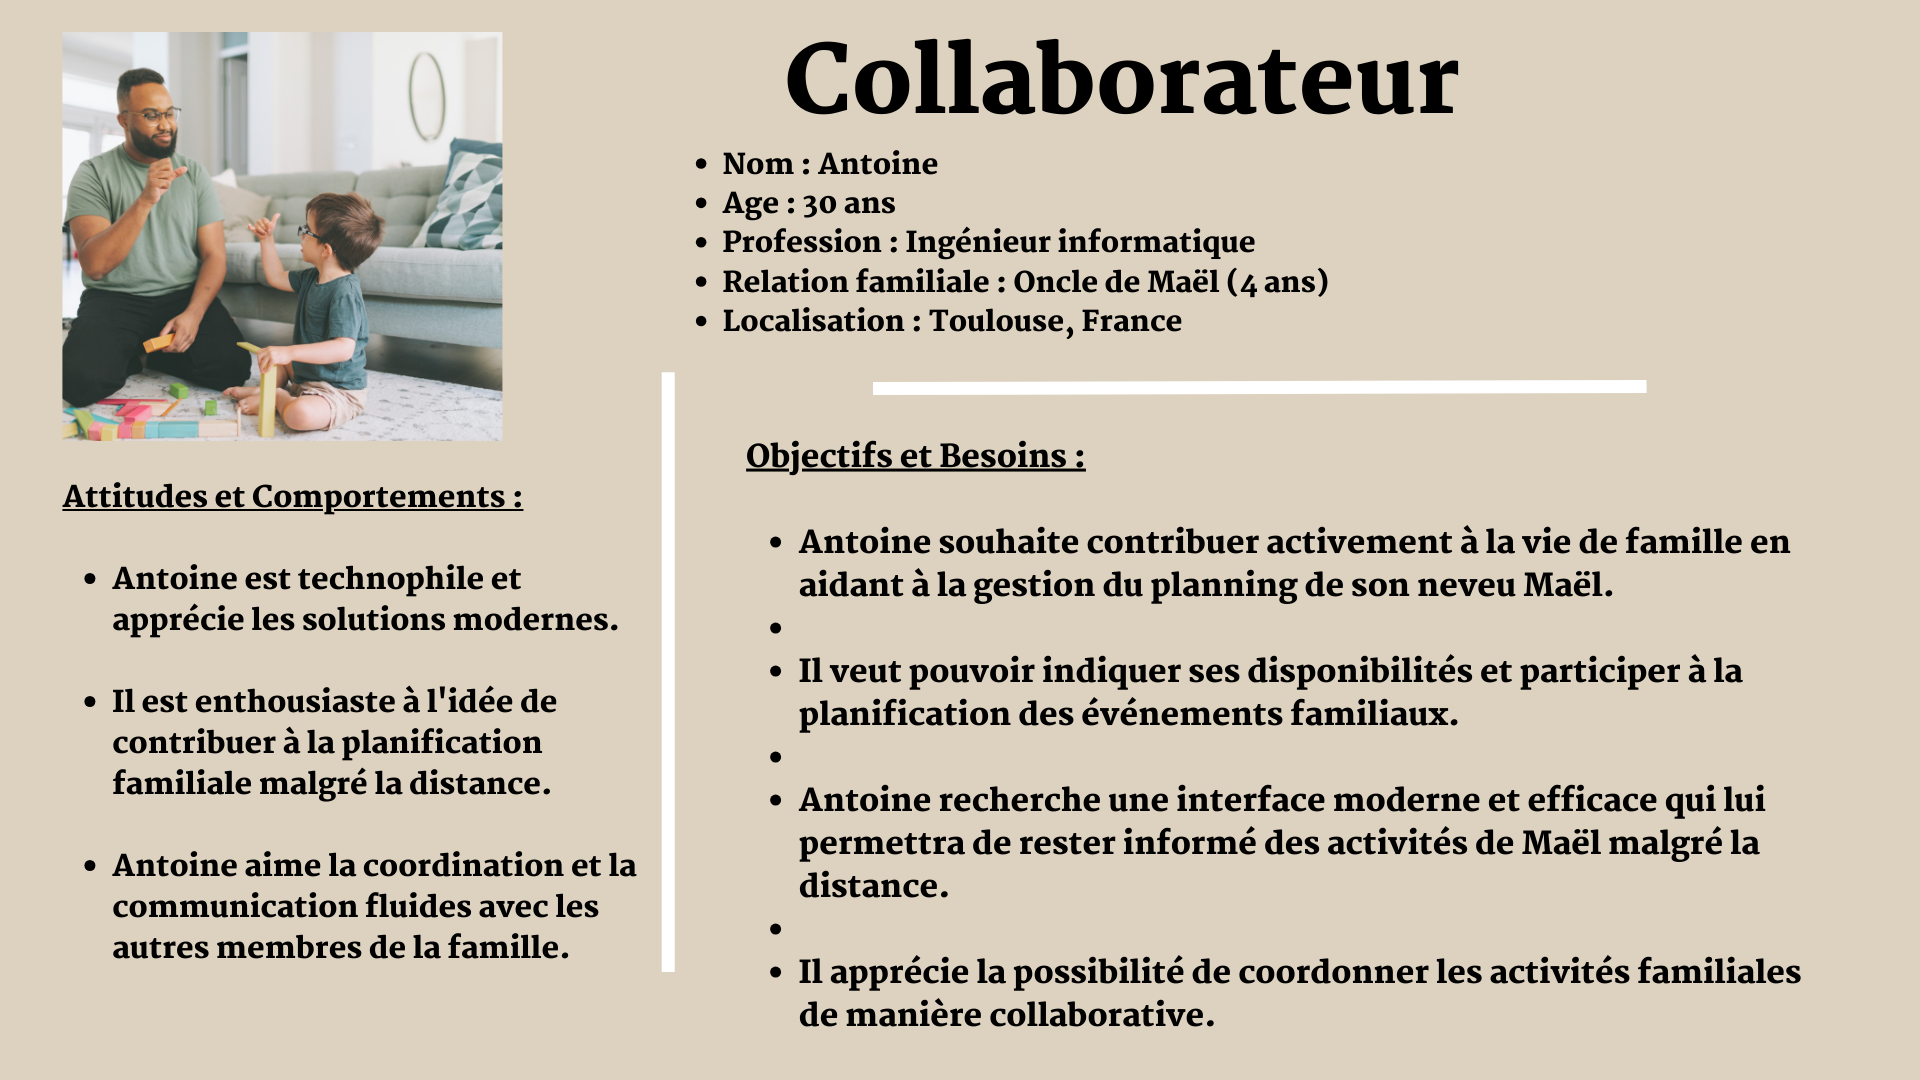 Collaborateur
• Nom : Antoine
• Age : 30 ans
• Profession : Ingénieur informatique
• Relation familiale : Oncle de Maël (4 ans)
• Localisation : Toulouse, France
Attitudes et Comportements :
• Antoine est technophile et
apprécie les solutions modernes.
• Il est enthousiaste à l'idée de
contribuer à la planification
familiale malgré la distance.
• Antoine aime la coordination et la
communication fluides avec les
autres membres de la famille.
Objectifs et Besoins :
• Antoine souhaite contribuer activement à la vie de famille en
aidant à la gestion du planning de son neveu Maël.
•
• Il veut pouvoir indiquer ses disponibilités et participer à la
planification des événements familiaux.
•
• Antoine recherche une interface moderne et efficace qui lui
permettra de rester informé des activités de Maël malgré la
distance.
•
• Il apprécie la possibilité de coordonner les activités familiales
de manière collaborative.